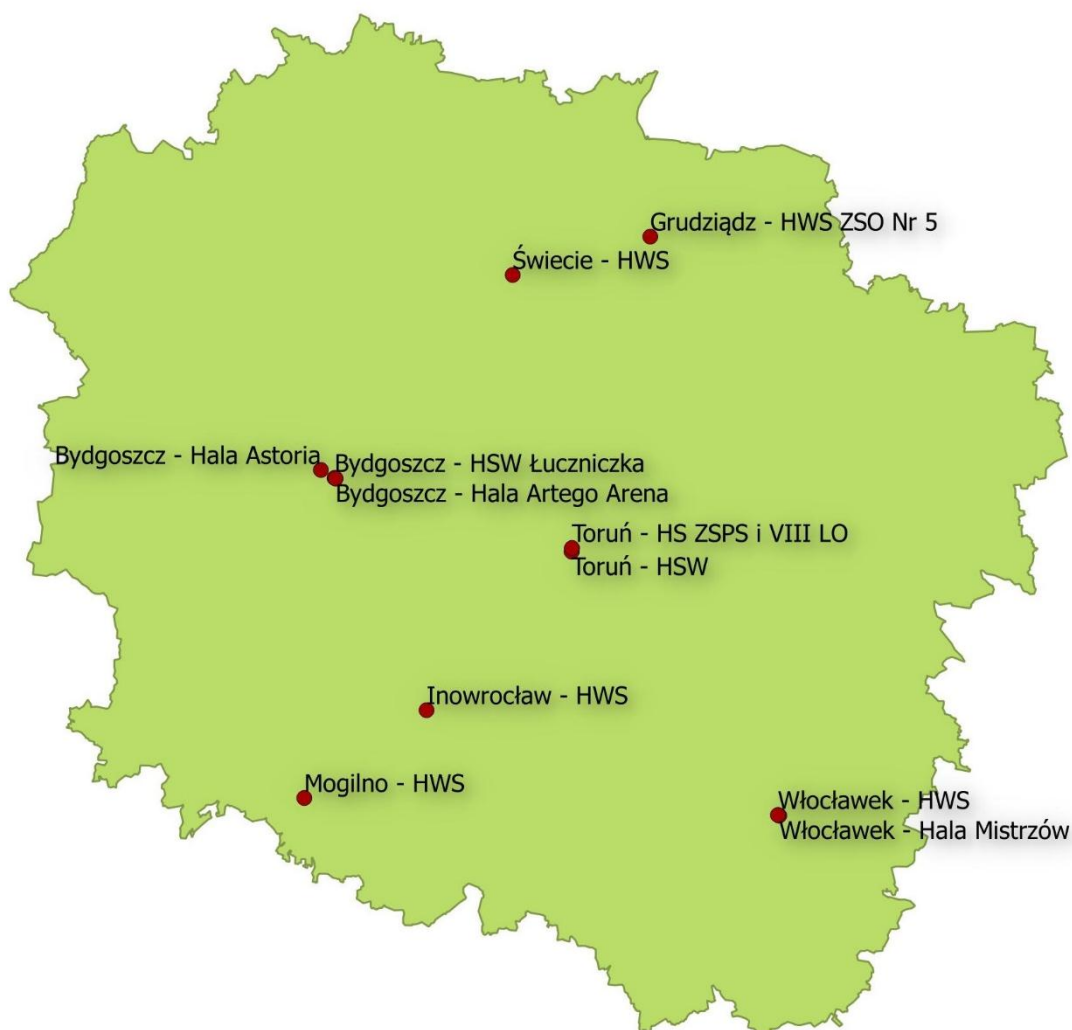 Grudziądz - HWS ZSO Nr 5
Świecie - HWS
Bydgoszcz - Hala Astoria
Bydgoszcz - HSW Łuczniczka
Bydgoszcz - Hala Artego Arena
Toruń - HS ZSPS i VIII LO
Toruń - HSW
Inowrocław - HWS
Mogilno - HWS
Włocławek - HWS
Włocławek - Hala Mistrzów